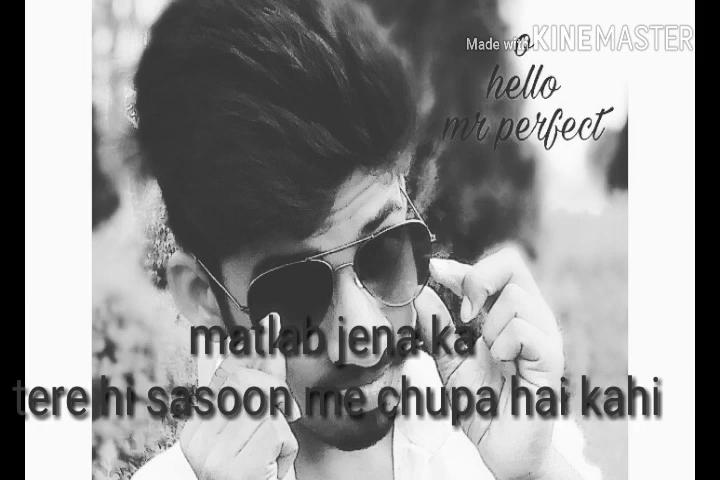 Made with KINEMASTER
o
hello
mr perfect
matlab jena ka
tere hi sasoon me chupa hai kahi